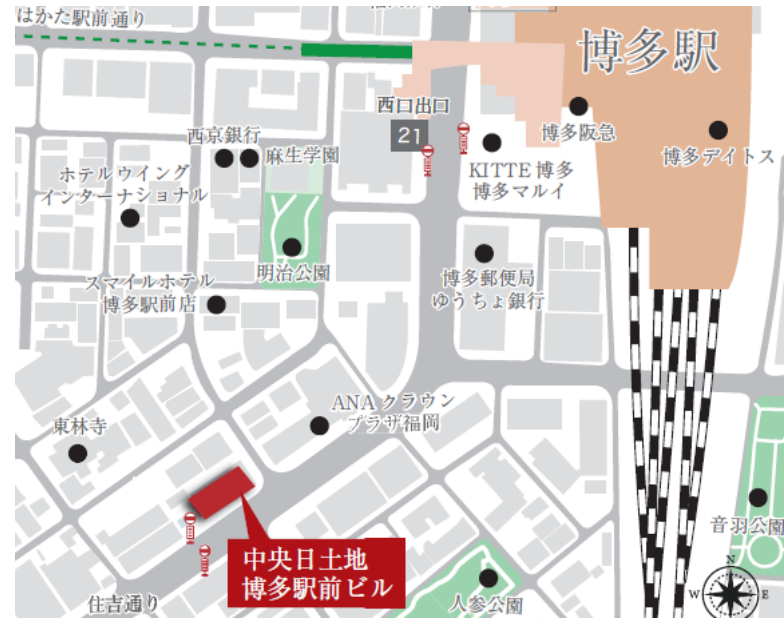 はかた駅前通り
博多駅
西口出口
21
博多阪急
博多デイトス
KITTE 博多
博多マルイ
西京銀行
麻生学園
ホテルウイング
インターナショナル
明治公園
博多郵便局
ゆうちょ銀行
スマイルホテル
博多駅前店
ANAクラウン
プラザ福岡
東林寺
音羽公園
中央日土地
博多駅前ビル
住吉通り
人参公園
N
W
E